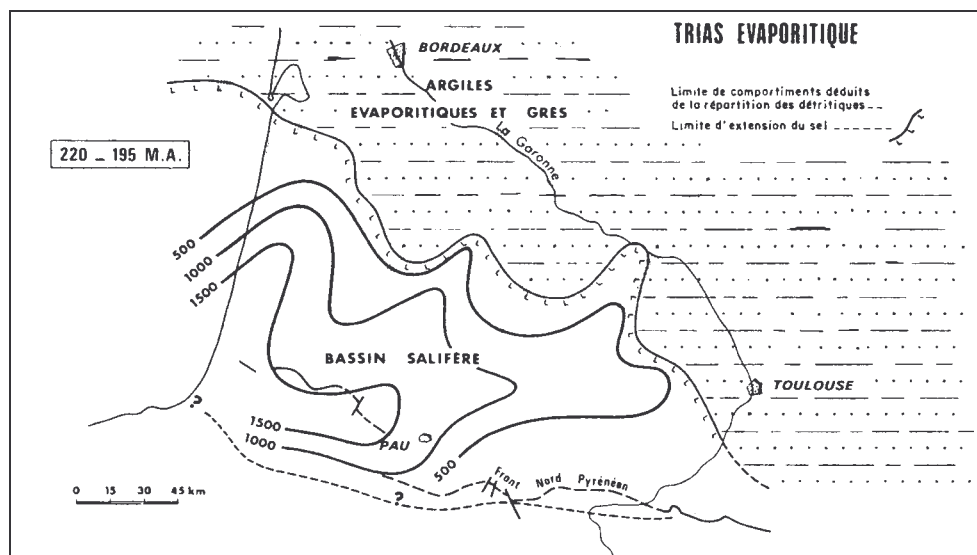 TRIAS EVAPORITIQUE
BORDEAUX
ARGILES
EVAPORITIQUES ET GRES
Limite de comportiments déduits
de la répartition des détritiques
Limite d'extension du sel
La Garonne
220 _ 195 M.A.
500
1000
1500
BASSIN SALIFÈRE
TOULOUSE
?
1500
1000
PAU
500
Front Nord Pyrénéen
?
0 15 30 45 km